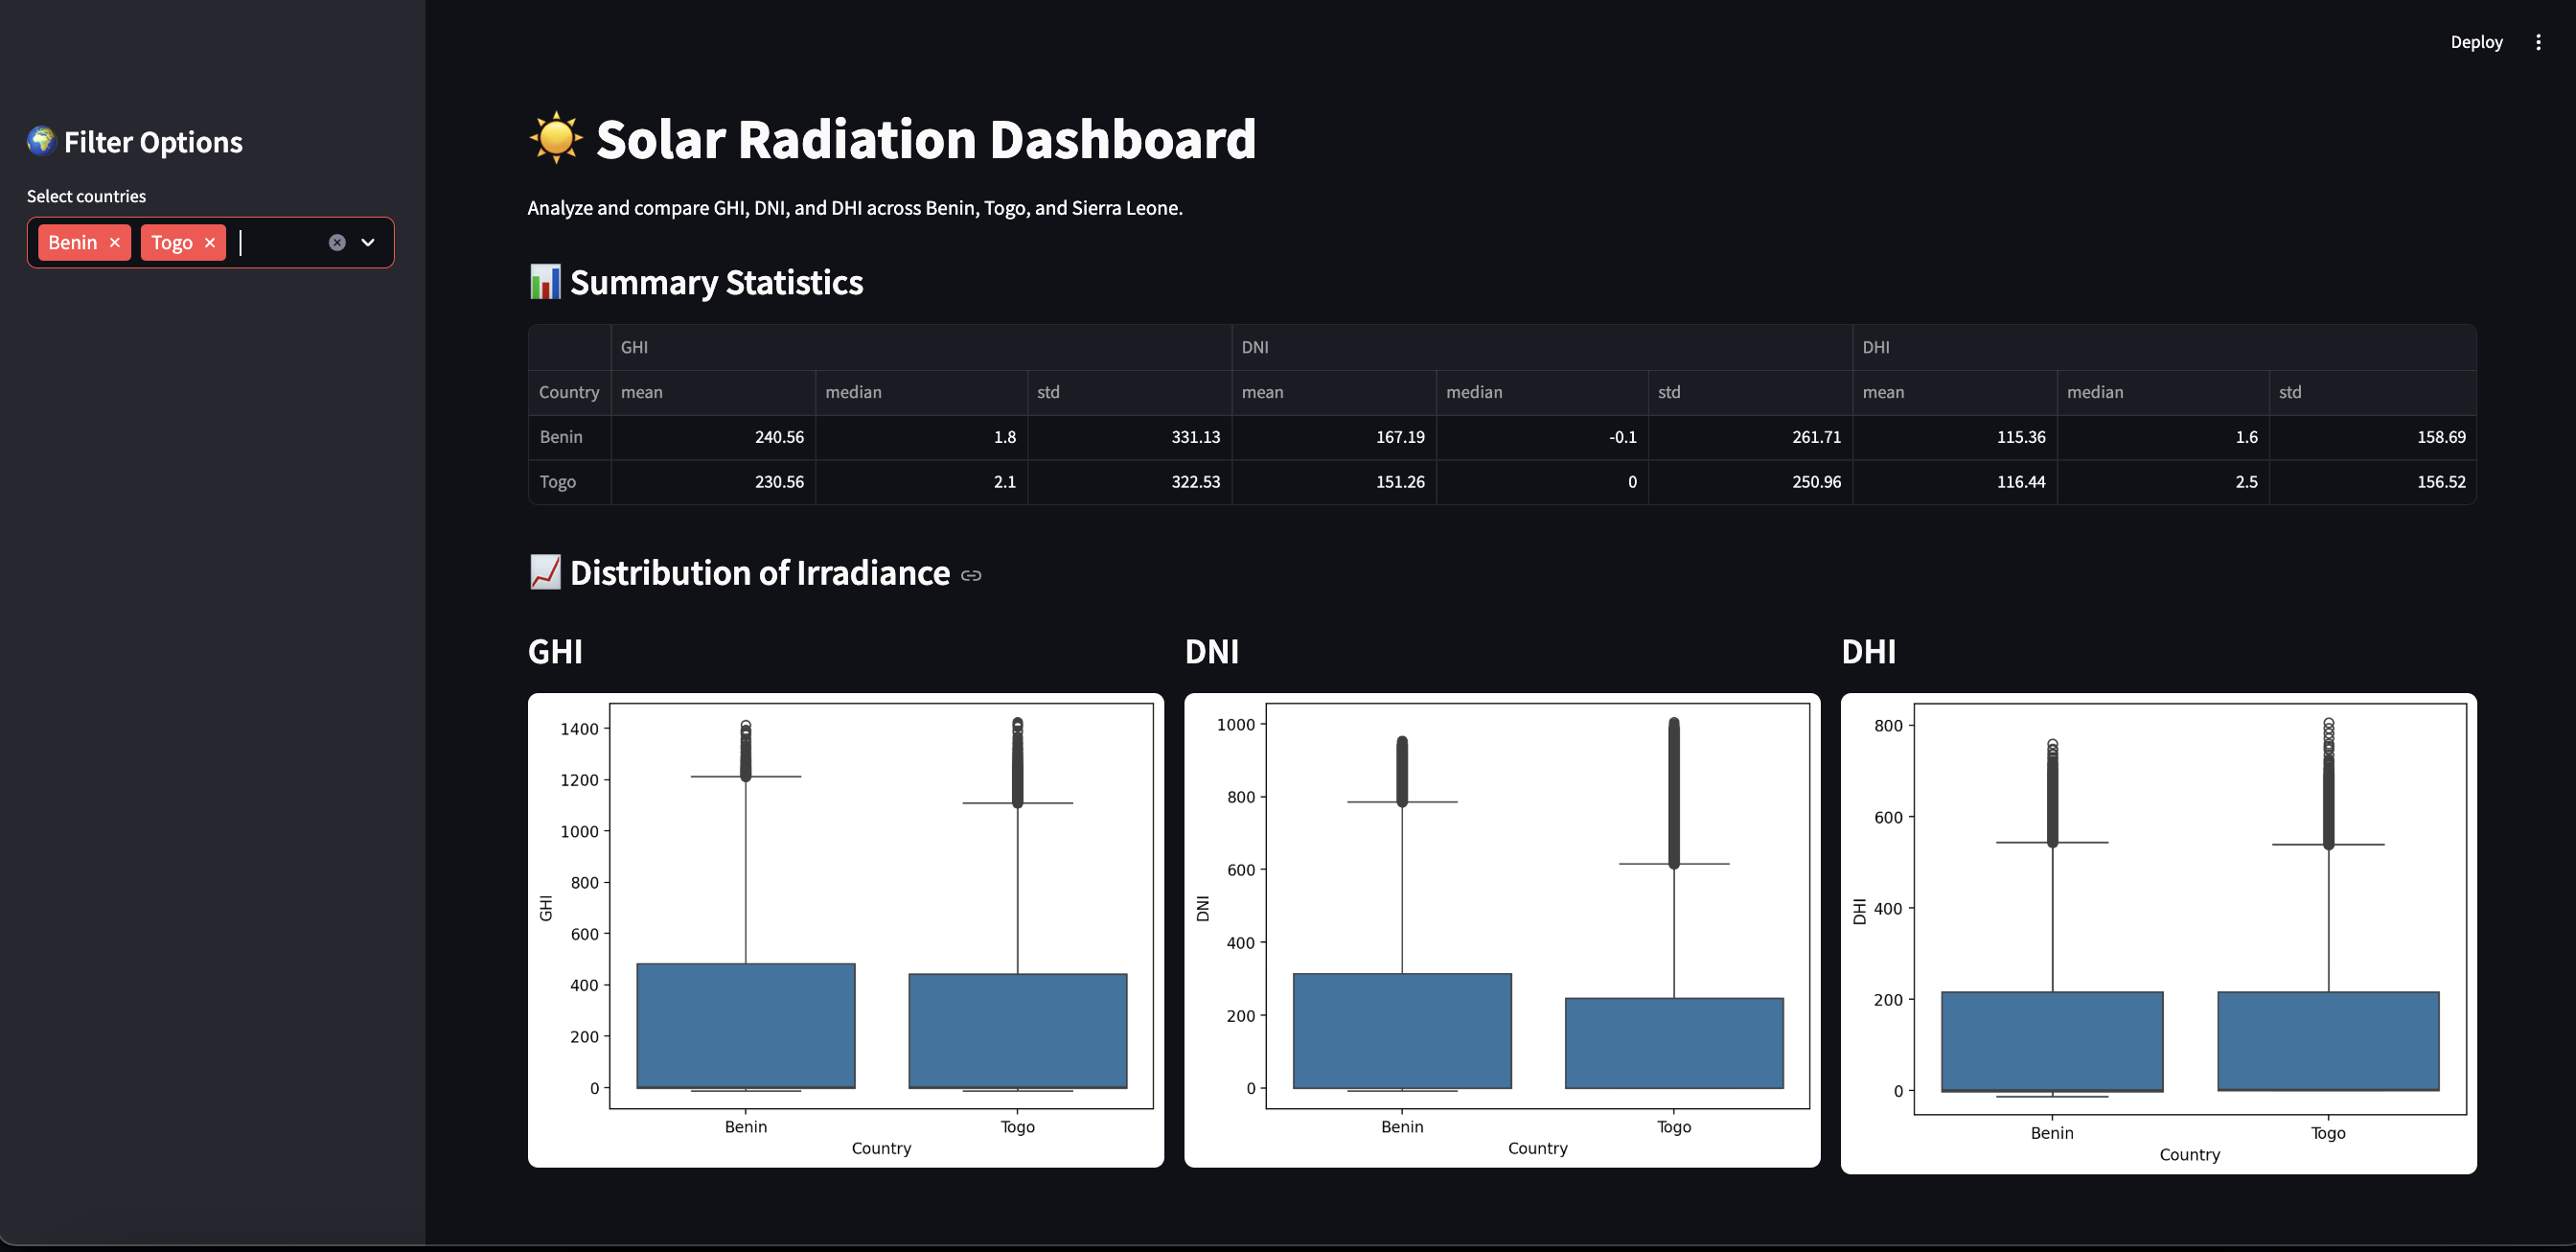 Deploy
🌍 Filter Options
Select countries
Benin × Togo ×
☀️ Solar Radiation Dashboard
Analyze and compare GHI, DNI, and DHI across Benin, Togo, and Sierra Leone.
📊 Summary Statistics
GHI DNI DHI
Country mean median std mean median std mean median std
Benin 240.56 1.8 331.13 167.19 -0.1 261.71 115.36 1.6 158.69
Togo 230.56 2.1 322.53 151.26 0 250.96 116.44 2.5 156.52
📈 Distribution of Irradiance
GHI
1400
1200
1000
800
600
400
200
0
GHI
Benin Togo
Country
DNI
1000
800
600
400
200
0
DNI
Benin Togo
Country
DHI
800
600
400
200
0
DHI
Benin Togo
Country